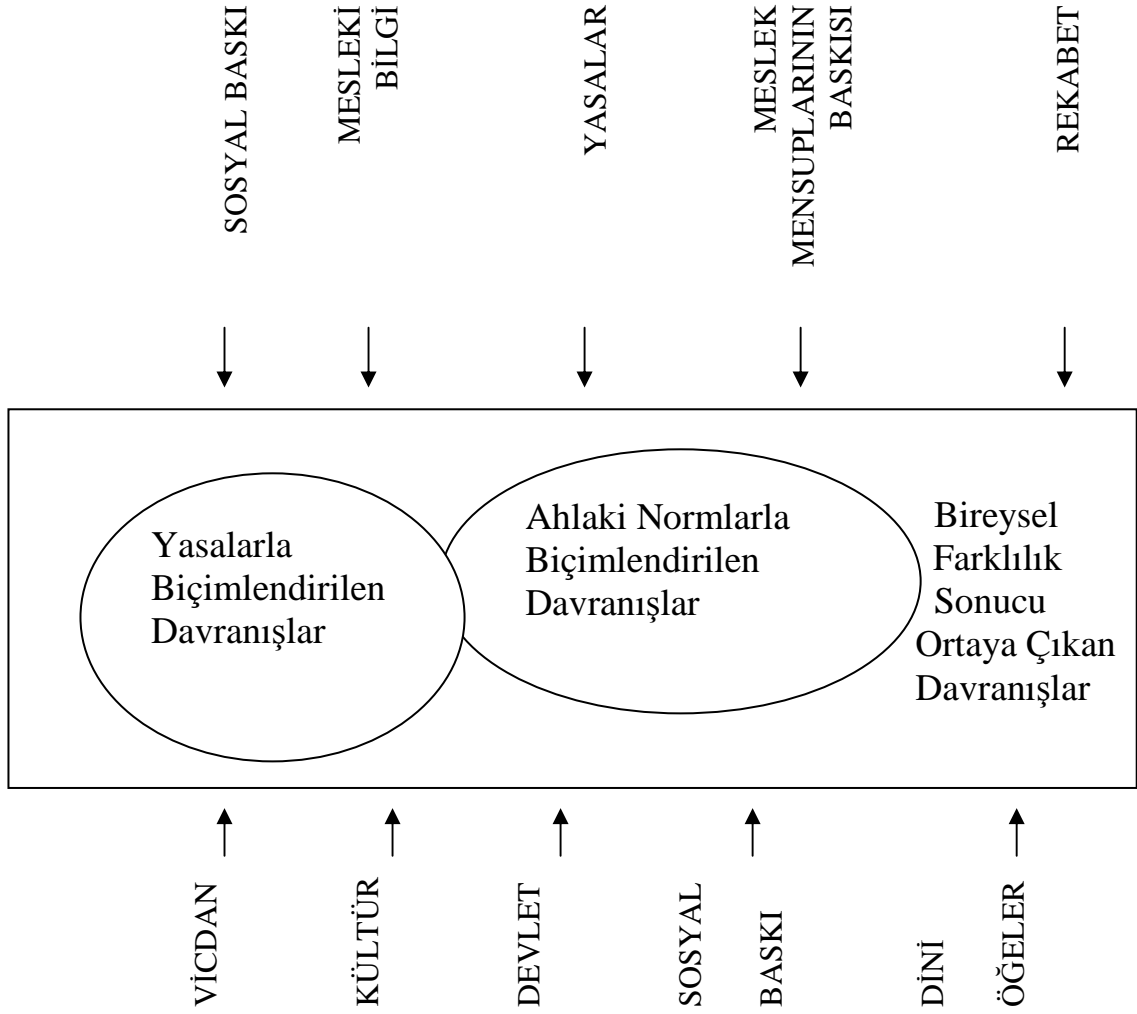 SOSYAL BASKI
MESLEKİ
BİLGİ
YASALAR
MESLEK
MENSUPLARININ
BASKISI
REKABET
Yasalarla
Biçimlendirilen
Davranışlar
Ahlaki Normlarla
Biçimlendirilen
Davranışlar
Bireysel
Farklılık
Sonucu
Ortaya Çıkan
Davranışlar
VİCDAN
KÜLTÜR
DEVLET
SOSYAL
BASKI
DİNİ
ÖĞELER